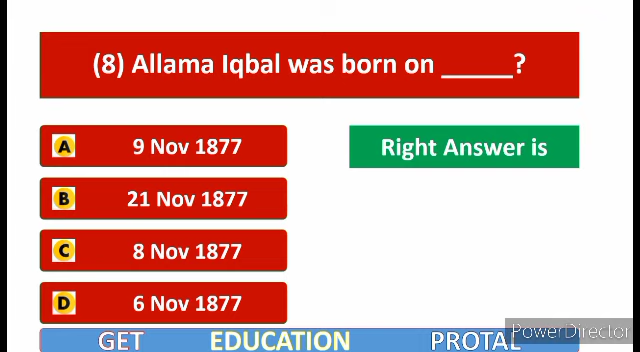 (8) Allama Iqbal was born on _____?
A 9 Nov 1877
Right Answer is
B 21 Nov 1877
C 8 Nov 1877
D 6 Nov 1877
GET EDUCATION PROTAL
PowerDirector